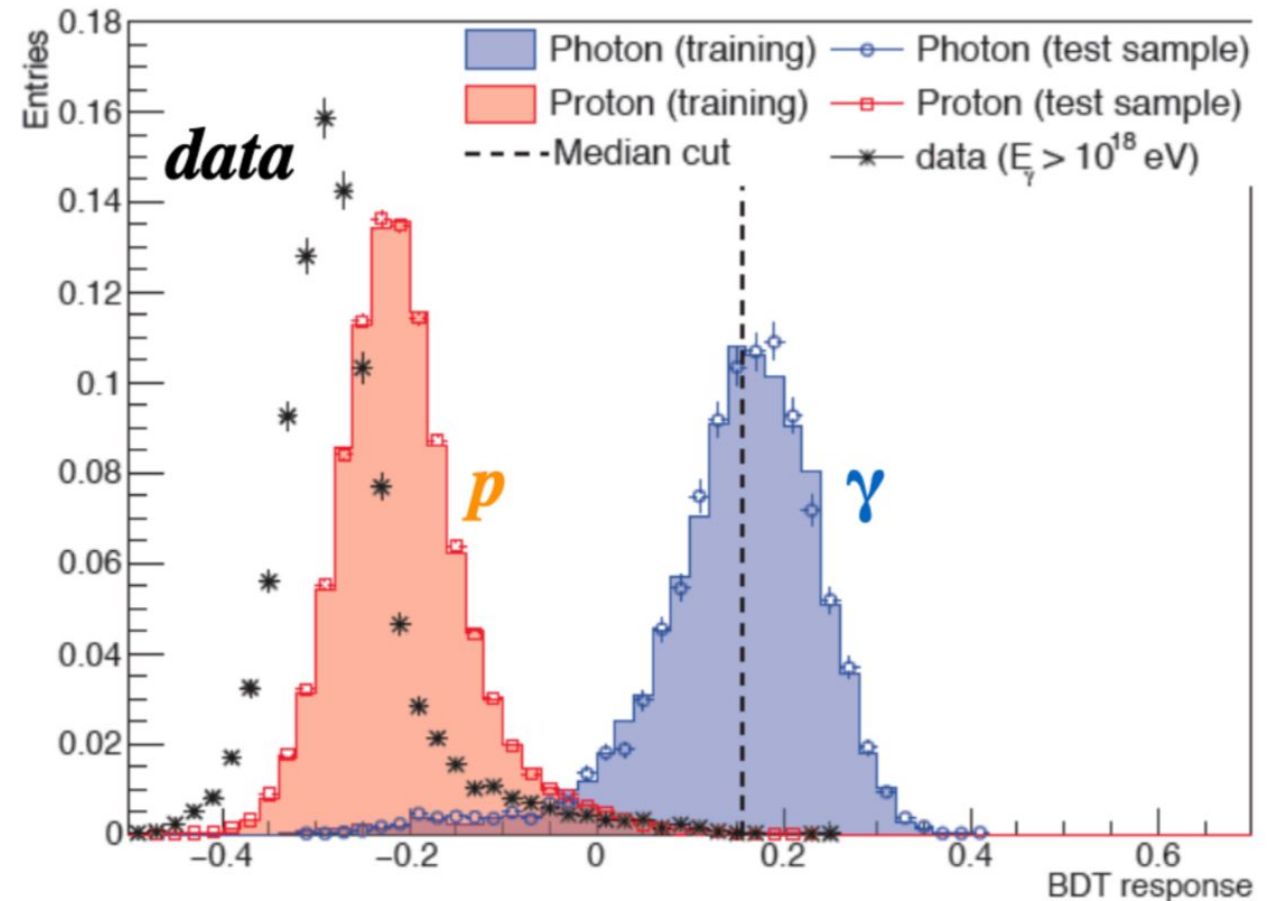 Entries
0.18
0.16
0.14
0.12
0.1
0.08
0.06
0.04
0.02
0
Photon (training)
Photon (test sample)
Proton (training)
Proton (test sample)
Median cut
data (Eγ > 10^18 eV)
data
p
γ
−0.4
−0.2
0
0.2
0.4
0.6
BDT response